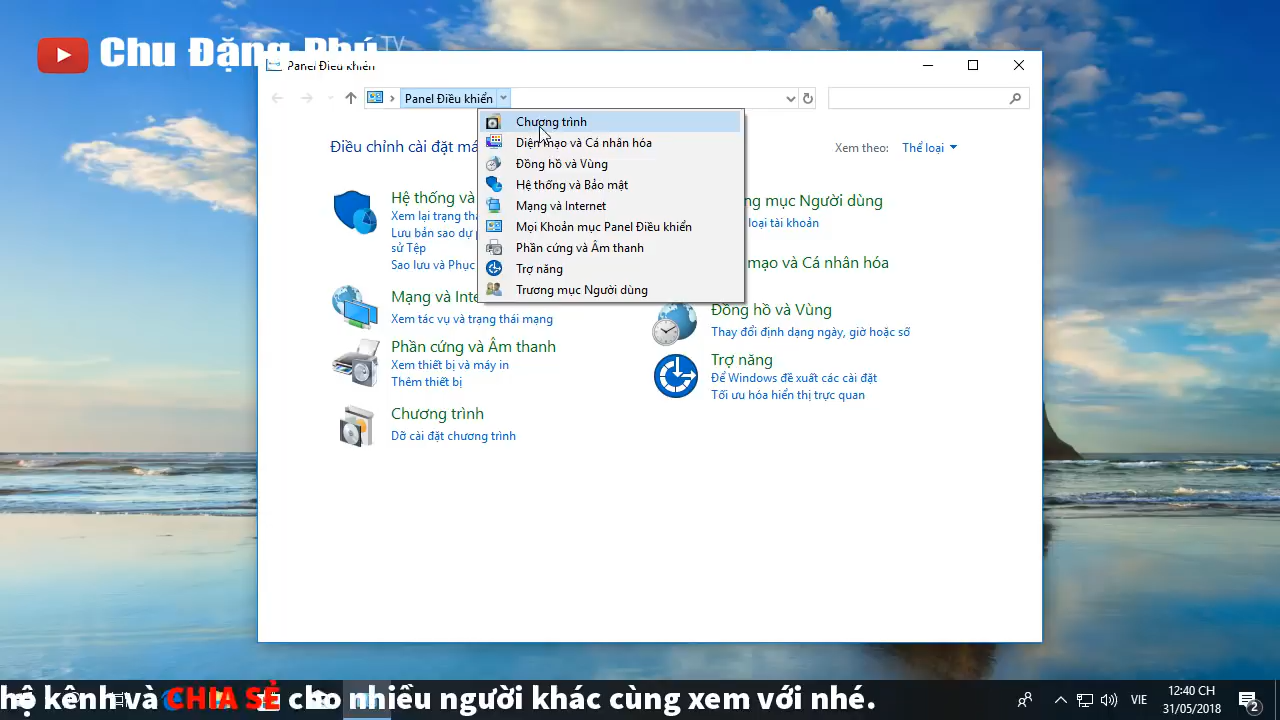 Chu Đặng Phú TV
Panel Điều khiển
Panel Điều khiển
Chương trình
Diện mạo và Cá nhân hóa
Đồng hồ và Vùng
Hệ thống và Bảo mật
Mạng và Internet
Mọi Khoản mục Panel Điều khiển
Phần cứng và Âm thanh
Trợ năng
Trương mục Người dùng
Điều chỉnh cài đặt má
Xem theo: Thể loại
Hệ thống và
Xem lại trạng thá
Lưu bản sao dự p
sử Tệp
Sao lưu và Phục
Mạng và Inte
Xem tác vụ và trạng thái mạng
Phần cứng và Âm thanh
Xem thiết bị và máy in
Thêm thiết bị
Chương trình
Dỡ cài đặt chương trình
ng mục Người dùng
loại tài khoản
mạo và Cá nhân hóa
Đồng hồ và Vùng
Thay đổi định dạng ngày, giờ hoặc số
Trợ năng
Để Windows đề xuất các cài đặt
Tối ưu hóa hiển thị trực quan
hộ kênh và CHIA SẺ cho nhiều người khác cùng xem với nhé.
VIE
12:40 CH
31/05/2018
2